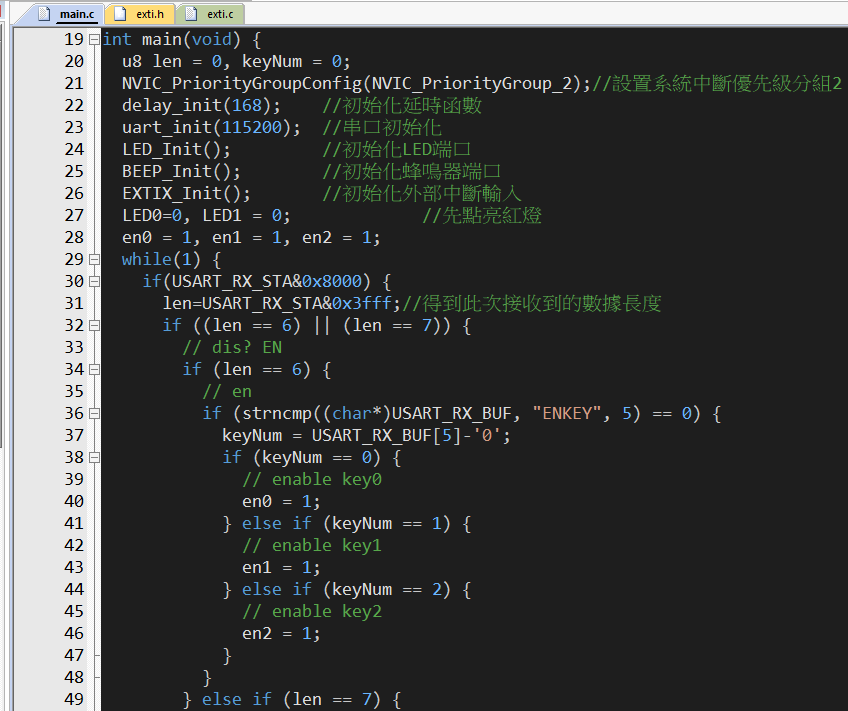 main.c exti.h exti.c
19 int main(void) {
20 u8 len = 0, keyNum = 0;
21 NVIC_PriorityGroupConfig(NVIC_PriorityGroup_2);//設置系統中斷優先級分組2
22 delay_init(168);    //初始化延時函數
23 uart_init(115200);  //串口初始化
24 LED_Init();         //初始化LED端口
25 BEEP_Init();        //初始化蜂鳴器端口
26 EXTIX_Init();       //初始化外部中斷輸入
27 LED0=0, LED1 = 0;             //先點亮紅燈
28 en0 = 1, en1 = 1, en2 = 1;
29 while(1) {
30 if(USART_RX_STA&0x8000) {
31 len=USART_RX_STA&0x3fff;//得到此次接收到的數據長度
32 if ((len == 6) || (len == 7)) {
33 // dis? EN
34 if (len == 6) {
35 // en
36 if (strncmp((char*)USART_RX_BUF, "ENKEY", 5) == 0) {
37 keyNum = USART_RX_BUF[5]-'0';
38 if (keyNum == 0) {
39 // enable key0
40 en0 = 1;
41 } else if (keyNum == 1) {
42 // enable key1
43 en1 = 1;
44 } else if (keyNum == 2) {
45 // enable key2
46 en2 = 1;
47 }
48 }
49 } else if (len == 7) {